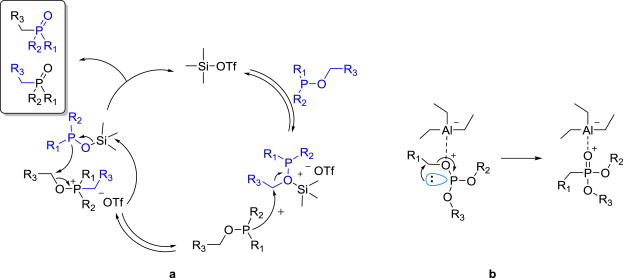 R3
P
O
R2 R1
R3
P
O
R2 R1
Si
OTf
R1
P
O
R3
R2
R2
P
R1
O
Si
R1
P
R2
R3
O
+
Si
−
OTf
R3
O
P
+
R1
R3
R2
−
OTf
R3
O
P
R2
R1
+
a
Al
−
O
+
R1
P
O
R2
O
R3
Al
−
O
+
R1
P
O
R2
O
R3
b